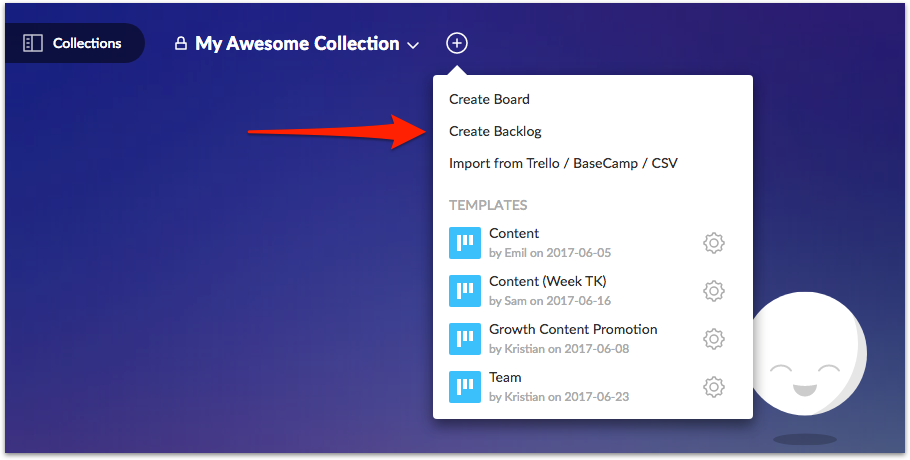 Collections
My Awesome Collection
Create Board
Create Backlog
Import from Trello / BaseCamp / CSV
TEMPLATES
Content
by Emil on 2017-06-05
Content (Week TK)
by Sam on 2017-06-16
Growth Content Promotion
by Kristian on 2017-06-08
Team
by Kristian on 2017-06-23